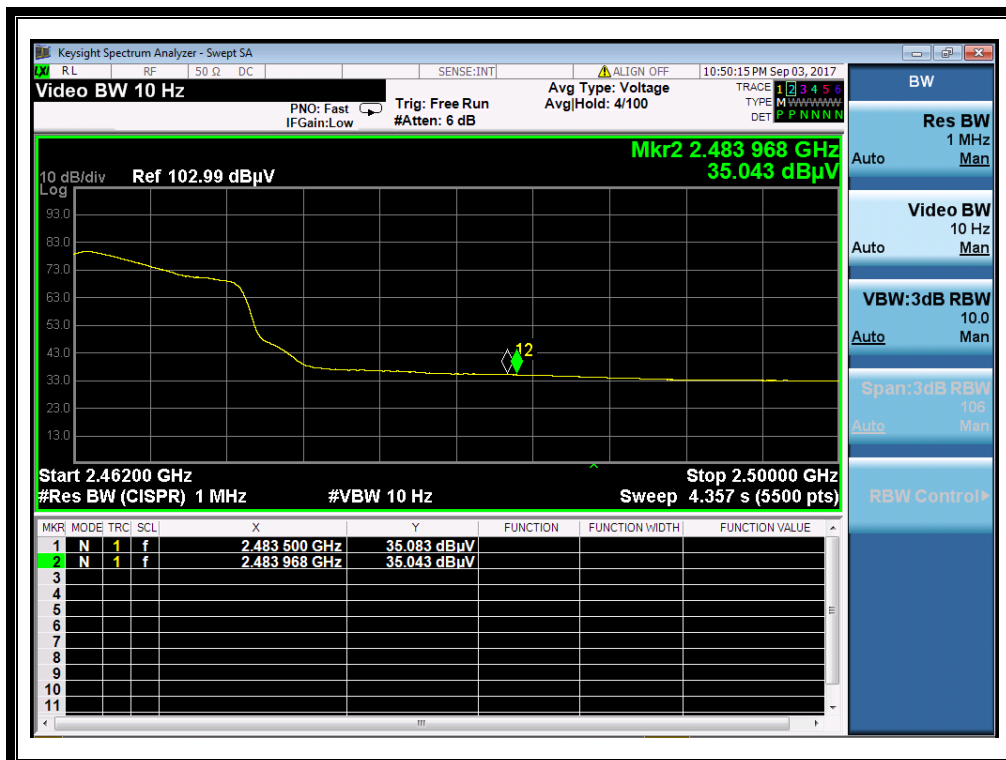 Keysight Spectrum Analyzer - Swept SA
LXI RL RF 50 Ω DC SENSE:INT ALIGN OFF 10:50:15 PM Sep 03, 2017
Video BW 10 Hz
PNO: Fast
IFGain:Low
Trig: Free Run
#Atten: 6 dB
Avg Type: Voltage
Avg|Hold: 4/100
TRACE 1 2 3 4 5 6
TYPE M W W W W W
DET P P N N N N
Mkr2 2.483 968 GHz
35.043 dBµV
10 dB/div Ref 102.99 dBµV
Log
93.0
83.0
73.0
63.0
53.0
43.0
33.0
23.0
13.0
12
Start 2.46200 GHz Stop 2.50000 GHz
#Res BW (CISPR) 1 MHz #VBW 10 Hz Sweep 4.357 s (5500 pts)
MKR MODE TRC SCL X Y FUNCTION FUNCTION WIDTH FUNCTION VALUE
1 N 1 f 2.483 500 GHz 35.083 dBµV
2 N 1 f 2.483 968 GHz 35.043 dBµV
3
4
5
6
7
8
9
10
11
BW
Res BW
1 MHz
Auto Man
Video BW
10 Hz
Auto Man
VBW:3dB RBW
10.0
Auto Man
Span:3dB RBW
106
Auto Man
RBW Control